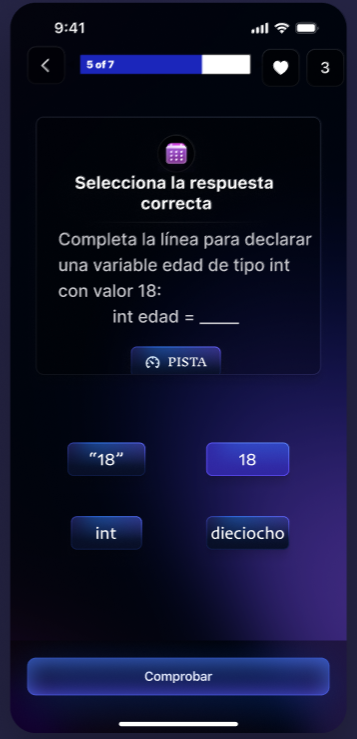 9:41
5 of 7
3
Selecciona la respuesta
correcta
Completa la línea para declarar
una variable edad de tipo int
con valor 18:
int edad = _____
PISTA
"18" 18
int dieciocho
Comprobar